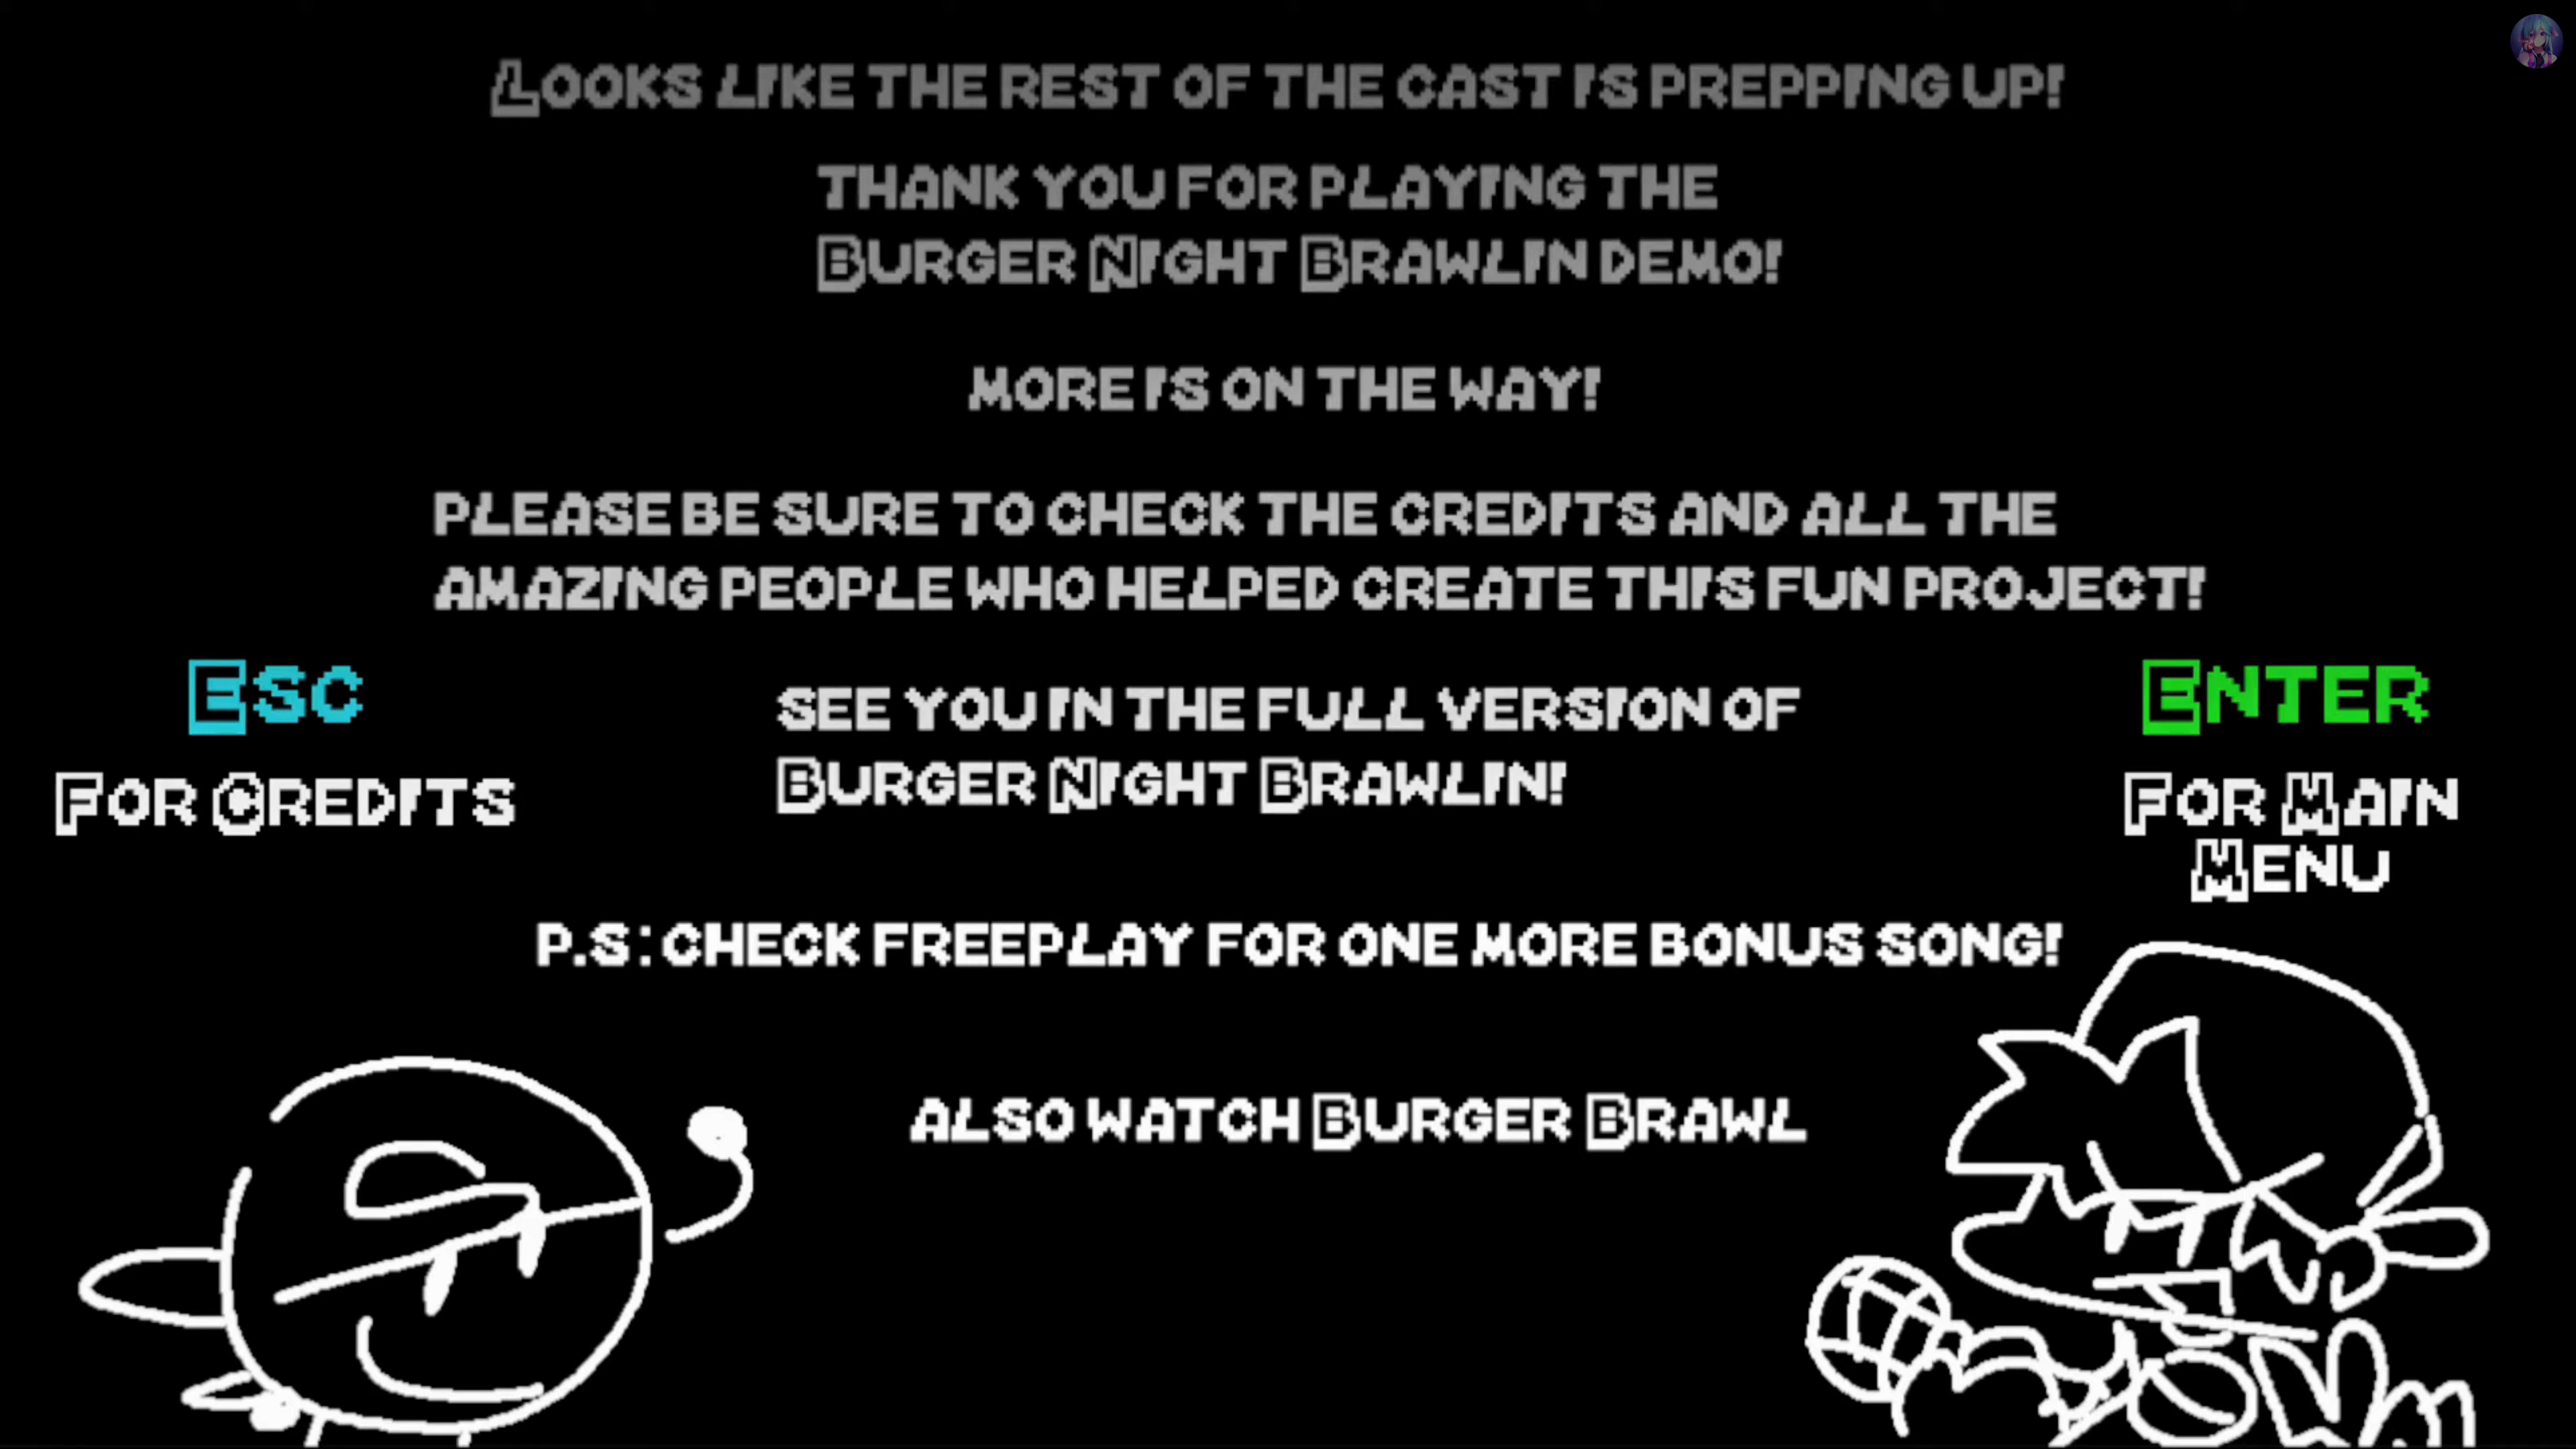 Looks like the rest of the cast is prepping up!
thank you for playing the
Burger Night Brawlin demo!
more is on the way!
please be sure to check the credits and all the
amazing people who helped create this fun project!
Esc
For Credits
see you in the full version of
Burger Night Brawlin!
Enter
For Main
Menu
p.s: check freeplay for one more bonus song!
also watch Burger Brawl